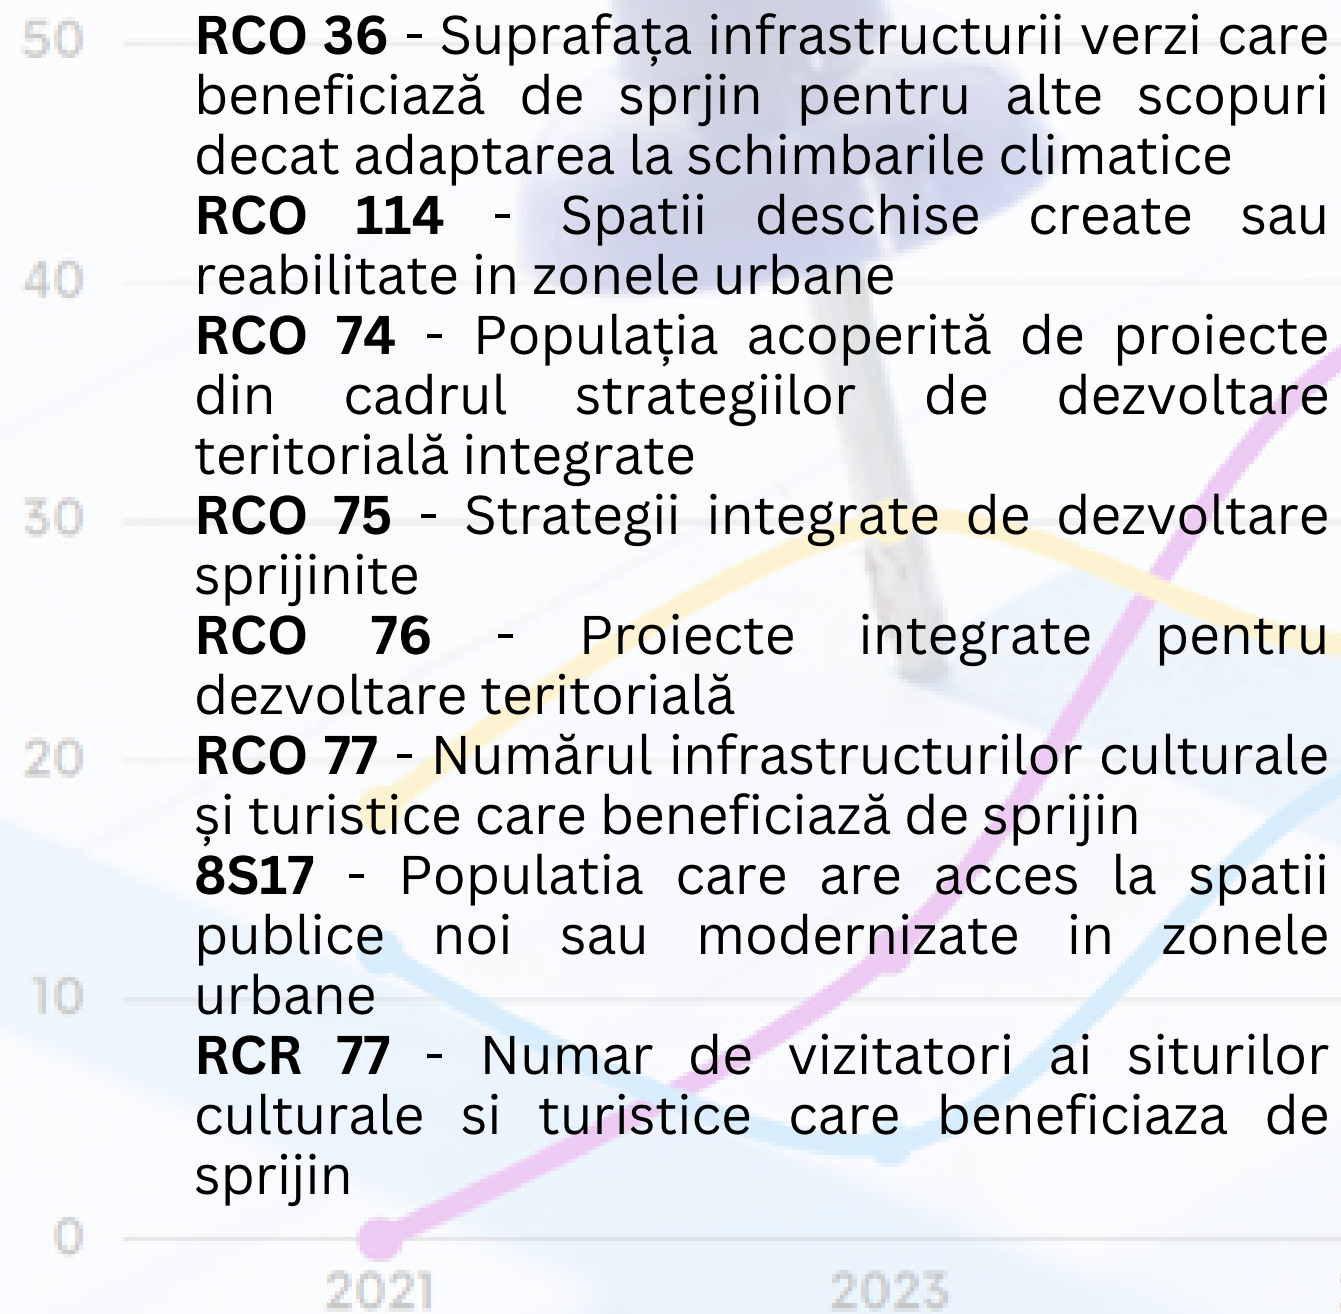 50
RCO 36 - Suprafața infrastructurii verzi care
beneficiază de sprjin pentru alte scopuri
decat adaptarea la schimbarile climatice
RCO 114 - Spatii deschise create sau
40
reabilitate in zonele urbane
RCO 74 - Populația acoperită de proiecte
din cadrul strategiilor de dezvoltare
teritorială integrate
30
RCO 75 - Strategii integrate de dezvoltare
sprijinite
RCO 76 - Proiecte integrate pentru
dezvoltare teritorială
20
RCO 77 - Numărul infrastructurilor culturale
și turistice care beneficiază de sprijin
8S17 - Populatia care are acces la spatii
publice noi sau modernizate in zonele
10
urbane
RCR 77 - Numar de vizitatori ai siturilor
culturale si turistice care beneficiaza de
sprijin
0
2021 2023